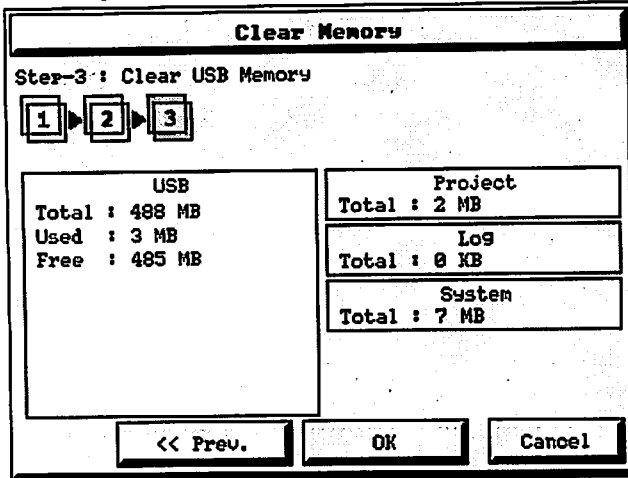 Clear Memory
Step-3 : Clear USB Memory
1 2 3
USB
Total : 488 MB
Used : 3 MB
Free : 485 MB
Project
Total : 2 MB
Log
Total : 0 KB
System
Total : 7 MB
<< Prev.
OK
Cancel